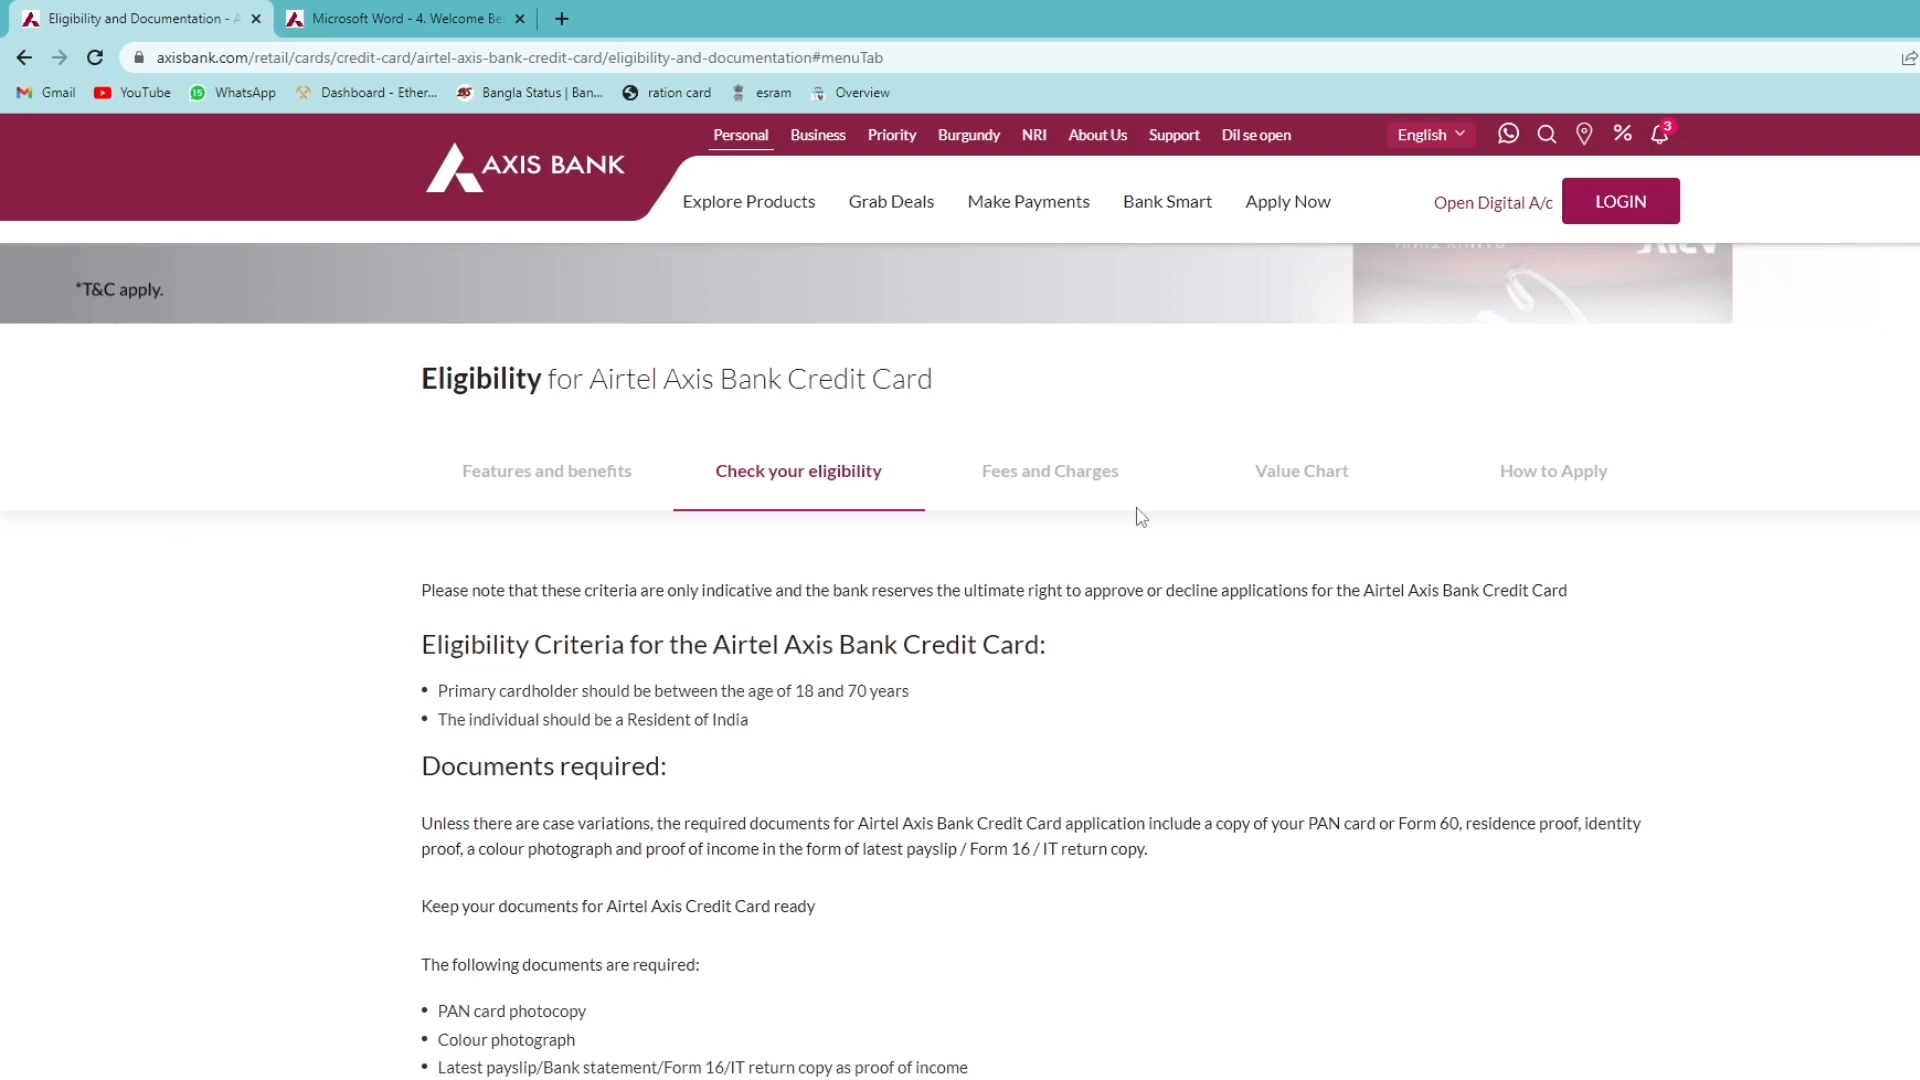 Eligibility and Documentation - A
Microsoft Word - 4. Welcome Be
axisbank.com/retail/cards/credit-card/airtel-axis-bank-credit-card/eligibility-and-documentation#menuTab
Gmail YouTube WhatsApp Dashboard - Ether... Bangla Status | Ban... ration card esram Overview
Personal Business Priority Burgundy NRI About Us Support Dil se open English 3
AXIS BANK
Explore Products Grab Deals Make Payments Bank Smart Apply Now Open Digital A/c LOGIN
*T&C apply.
Eligibility for Airtel Axis Bank Credit Card
Features and benefits Check your eligibility Fees and Charges Value Chart How to Apply
Please note that these criteria are only indicative and the bank reserves the ultimate right to approve or decline applications for the Airtel Axis Bank Credit Card
Eligibility Criteria for the Airtel Axis Bank Credit Card:
• Primary cardholder should be between the age of 18 and 70 years
• The individual should be a Resident of India
Documents required:
Unless there are case variations, the required documents for Airtel Axis Bank Credit Card application include a copy of your PAN card or Form 60, residence proof, identity
proof, a colour photograph and proof of income in the form of latest payslip / Form 16 / IT return copy.
Keep your documents for Airtel Axis Credit Card ready
The following documents are required:
• PAN card photocopy
• Colour photograph
• Latest payslip/Bank statement/Form 16/IT return copy as proof of income